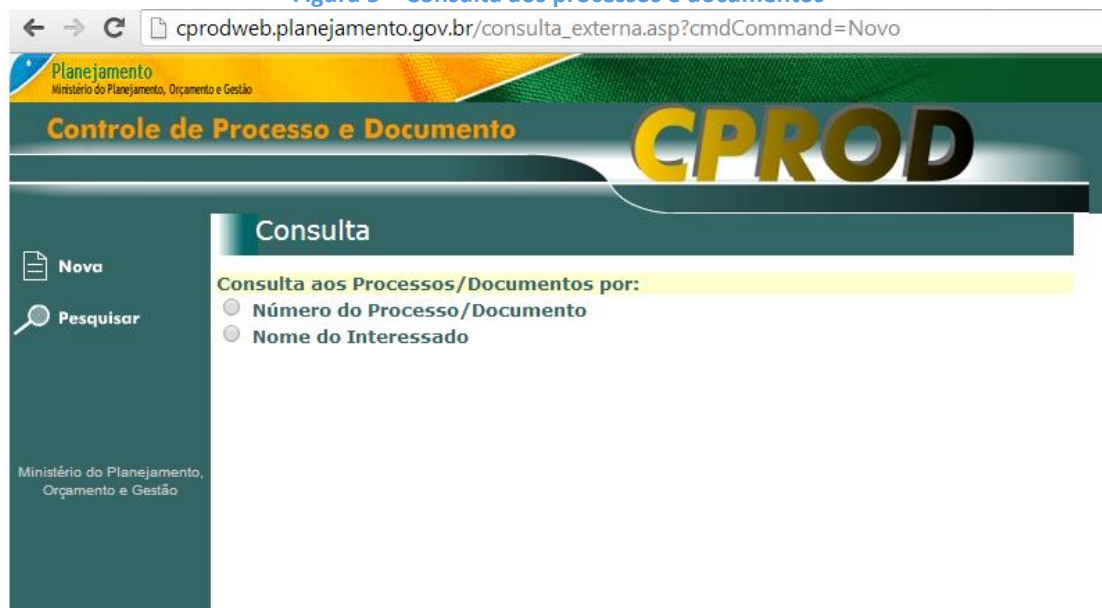 Figura 5 – Consulta aos processos e documentos
cprodweb.planejamento.gov.br/consulta_externa.asp?cmdCommand=Novo
Planejamento
Ministério do Planejamento, Orçamento e Gestão
Controle de Processo e Documento
CPROD
Consulta
Nova
Consulta aos Processos/Documentos por:
Número do Processo/Documento
Pesquisar
Nome do Interessado
Ministério do Planejamento,
Orçamento e Gestão